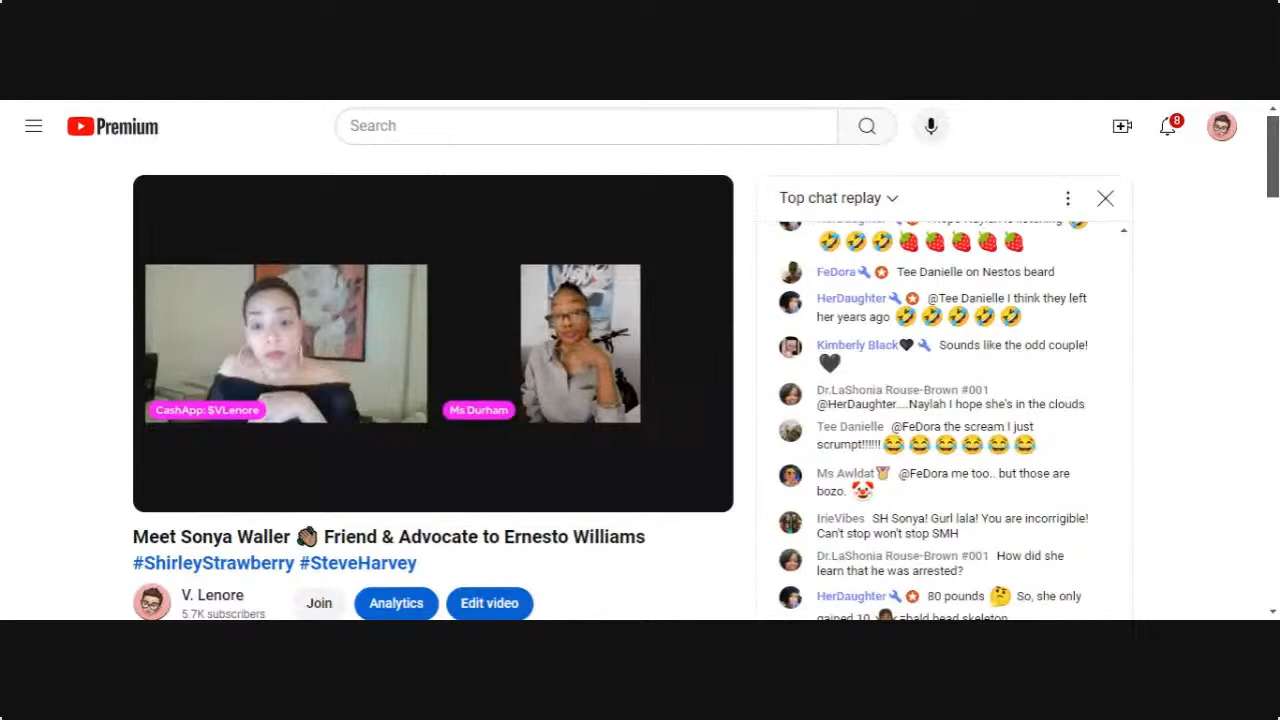 Premium
Search
8
Top chat replay
🤣🤣🤣🍓🍓🍓🍓🍓
FeDora Tee Danielle on Nestos beard
HerDaughter @Tee Danielle I think they left
her years ago 🤣🤣🤣🤣🤣
Kimberly Black🖤 Sounds like the odd couple!
🖤
Dr.LaShonia Rouse-Brown #001
@HerDaughter....Naylah I hope she's in the clouds
Tee Danielle @FeDora the scream I just
scrumpt!!!!!! 😂😂😂😂😂😂
Ms Awldat🏅 @FeDora me too.. but those are
bozo. 🤡
IrieVibes SH Sonya! Gurl lala! You are incorrigible!
Can't stop won't stop SMH
Dr.LaShonia Rouse-Brown #001 How did she
learn that he was arrested?
HerDaughter 80 pounds 🤔 So, she only
gained 10 =bald head skeleton
CashApp: $VLenore
Ms Durham
Meet Sonya Waller 👏🏿 Friend & Advocate to Ernesto Williams
#ShirleyStrawberry #SteveHarvey
V. Lenore
5.7K subscribers
Join
Analytics
Edit video